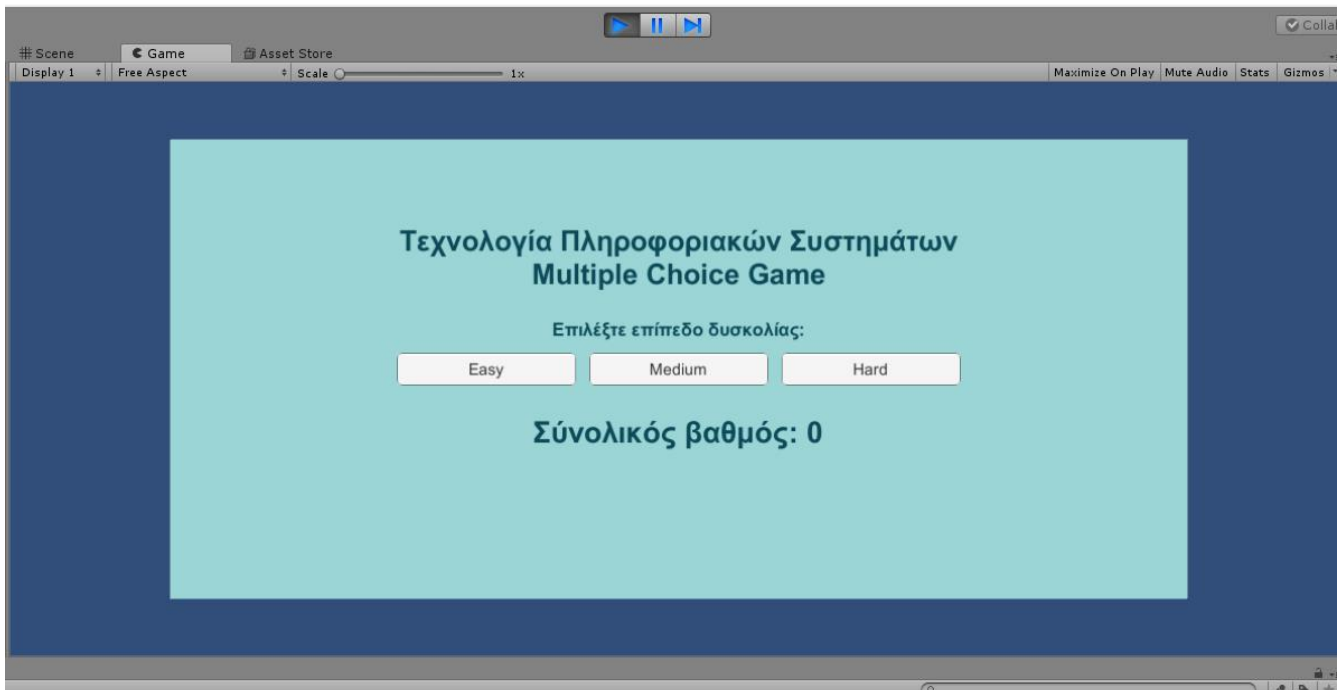 Colla
Scene Game Asset Store
Display 1 Free Aspect Scale 1x Maximize On Play Mute Audio Stats Gizmos
Τεχνολογία Πληροφοριακών Συστημάτων
Multiple Choice Game
Επιλέξτε επίπεδο δυσκολίας:
Easy Medium Hard
Σύνολικός βαθμός: 0